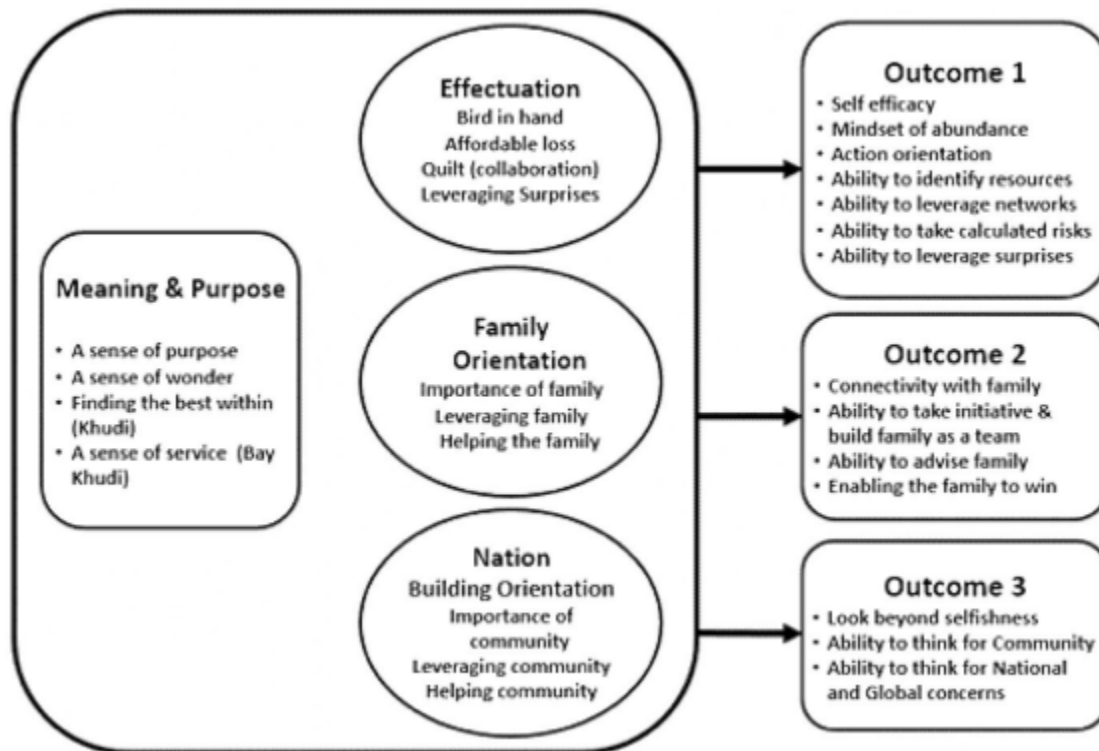 Meaning & Purpose
• A sense of purpose
• A sense of wonder
• Finding the best within
(Khudi)
• A sense of service (Bay
Khudi)
Effectuation
Bird in hand
Affordable loss
Quilt (collaboration)
Leveraging Surprises
Family
Orientation
Importance of family
Leveraging family
Helping the family
Nation
Building Orientation
Importance of
community
Leveraging community
Helping community
Outcome 1
• Self efficacy
• Mindset of abundance
• Action orientation
• Ability to identify resources
• Ability to leverage networks
• Ability to take calculated risks
• Ability to leverage surprises
Outcome 2
• Connectivity with family
• Ability to take initiative &
build family as a team
• Ability to advise family
• Enabling the family to win
Outcome 3
• Look beyond selfishness
• Ability to think for Community
• Ability to think for National
and Global concerns